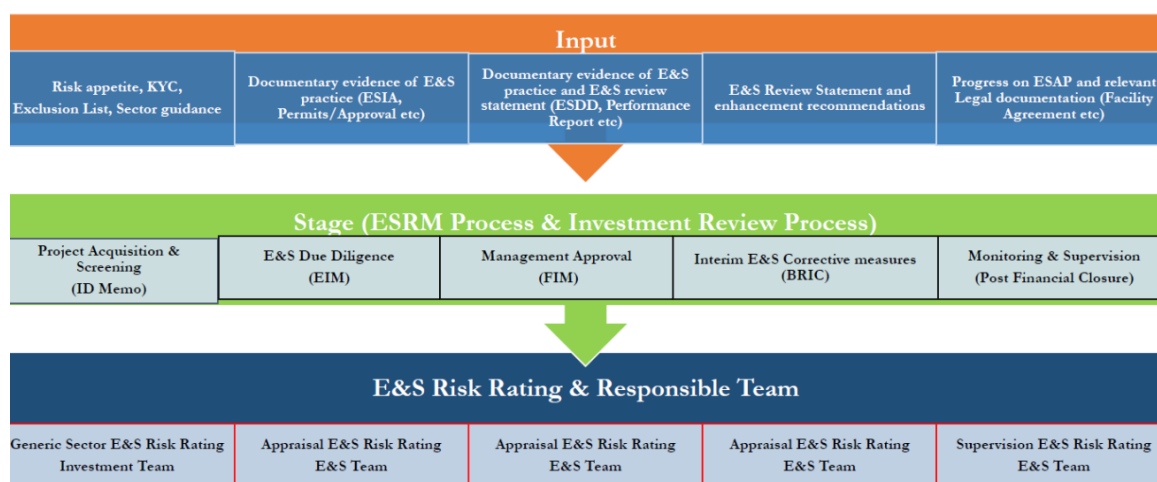 Input
Risk appetite, KYC,
Exclusion List, Sector guidance
Documentary evidence of E&S
practice (ESIA,
Permits/Approval etc)
Documentary evidence of E&S
practice and E&S review
statement (ESDD, Performance
Report etc)
E&S Review Statement and
enhancement recommendations
Progress on ESAP and relevant
Legal documentation (Facility
Agreement etc)
Stage (ESRM Process & Investment Review Process)
Project Acquisition &
Screening
(ID Memo)
E&S Due Diligence
(EIM)
Management Approval
(FIM)
Interim E&S Corrective measures
(BRIC)
Monitoring & Supervision
(Post Financial Closure)
E&S Risk Rating & Responsible Team
Generic Sector E&S Risk Rating
Investment Team
Appraisal E&S Risk Rating
E&S Team
Appraisal E&S Risk Rating
E&S Team
Appraisal E&S Risk Rating
E&S Team
Supervision E&S Risk Rating
E&S Team